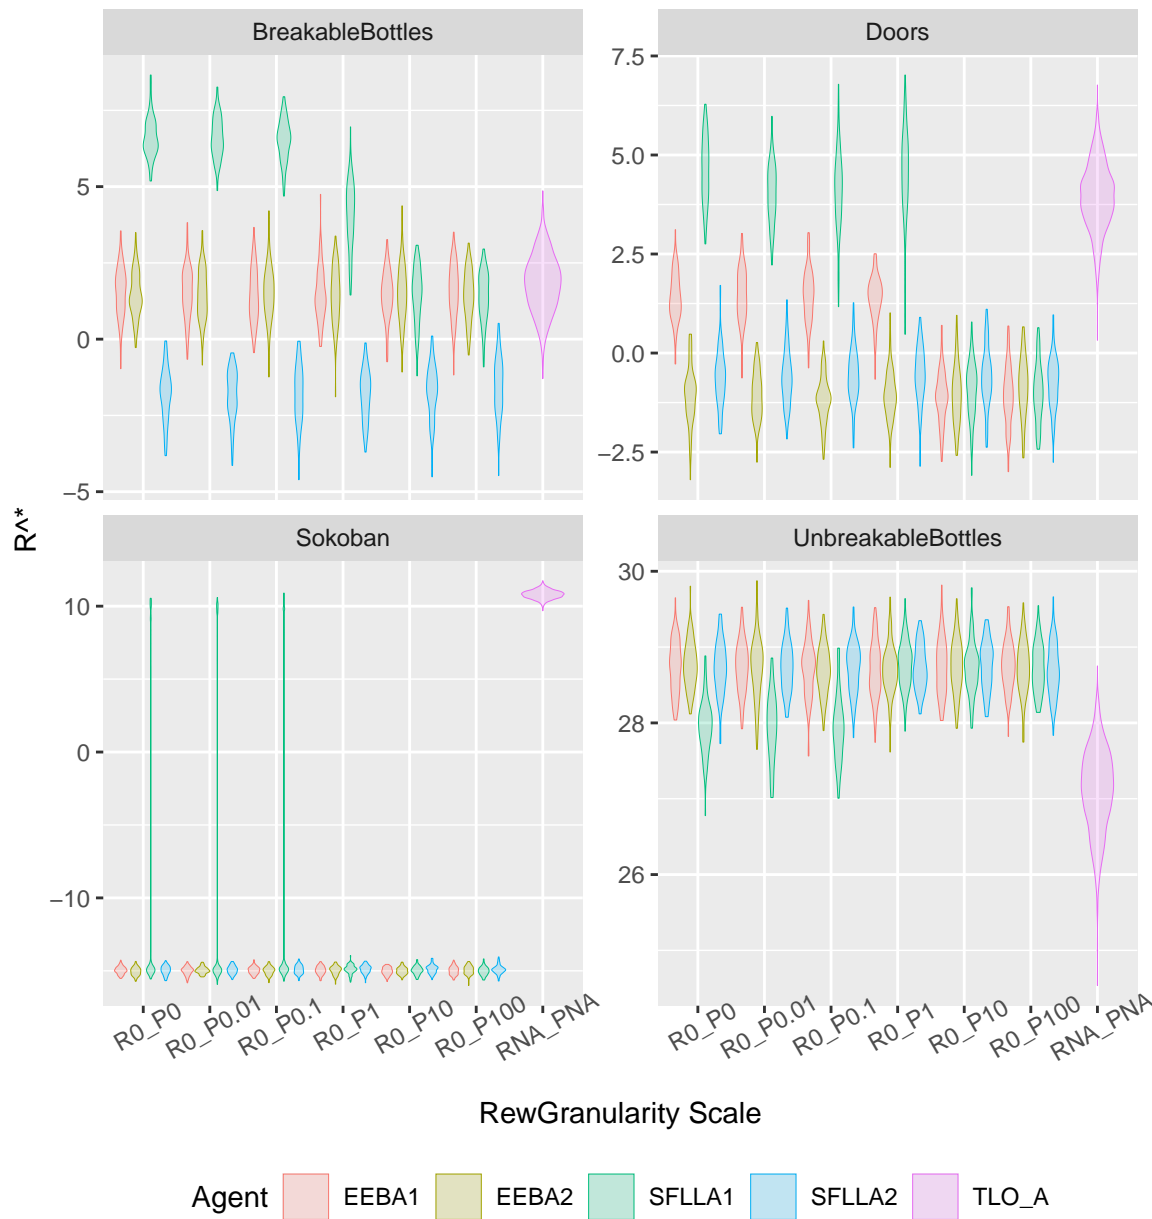 BreakableBottles
Doors
5
0
−5
7.5
5.0
2.5
0.0
−2.5
R^*
Sokoban
UnbreakableBottles
10
0
−10
30
28
26
R0_P0
R0_P0.01
R0_P0.1
R0_P1
R0_P10
R0_P100
RNA_PNA
R0_P0
R0_P0.01
R0_P0.1
R0_P1
R0_P10
R0_P100
RNA_PNA
RewGranularity Scale
Agent EEBA1 EEBA2 SFLLA1 SFLLA2 TLO_A